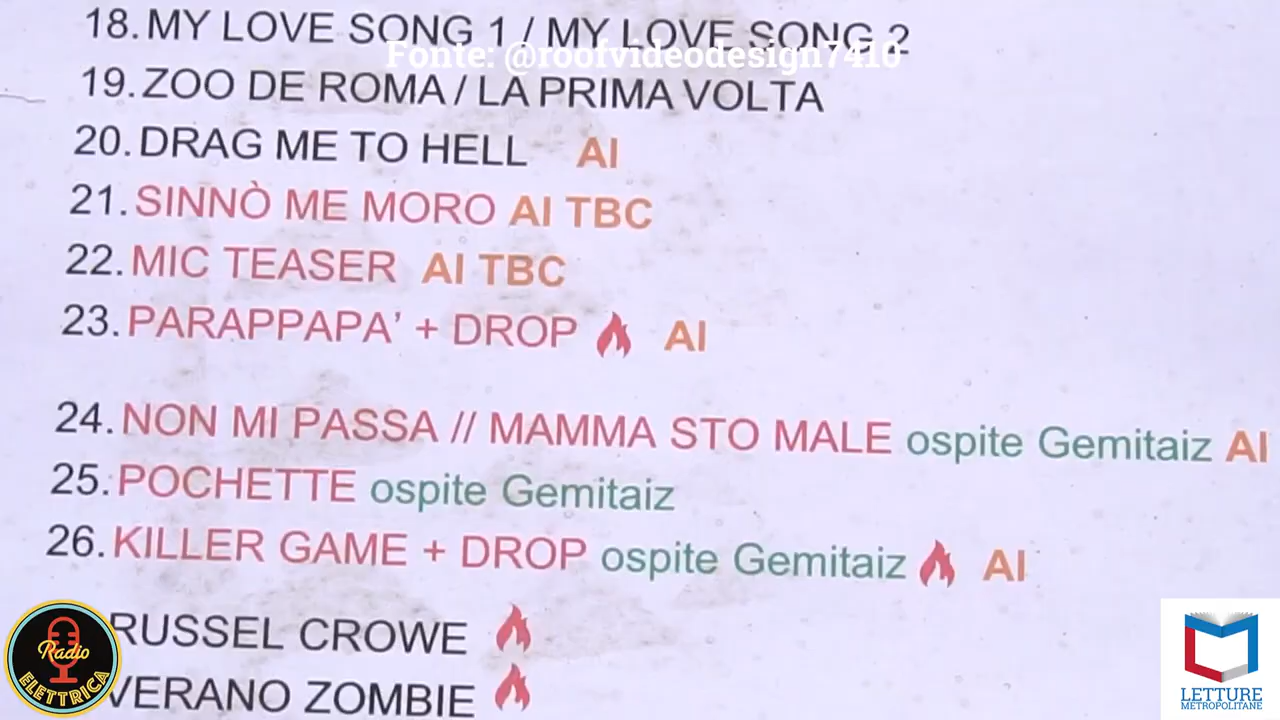 18. MY LOVE SONG 1 / MY LOVE SONG 2
Fonte: @roofvideodesign7410
19. ZOO DE ROMA / LA PRIMA VOLTA
20. DRAG ME TO HELL AI
21. SINNÒ ME MORO AI TBC
22. MIC TEASER AI TBC
23. PARAPPAPA’ + DROP AI
24. NON MI PASSA // MAMMA STO MALE ospite Gemitaiz AI
25. POCHETTE ospite Gemitaiz
26. KILLER GAME + DROP ospite Gemitaiz AI
RUSSEL CROWE
VERANO ZOMBIE
Radio
ELETTRICA
LETTURE
METROPOLITANE